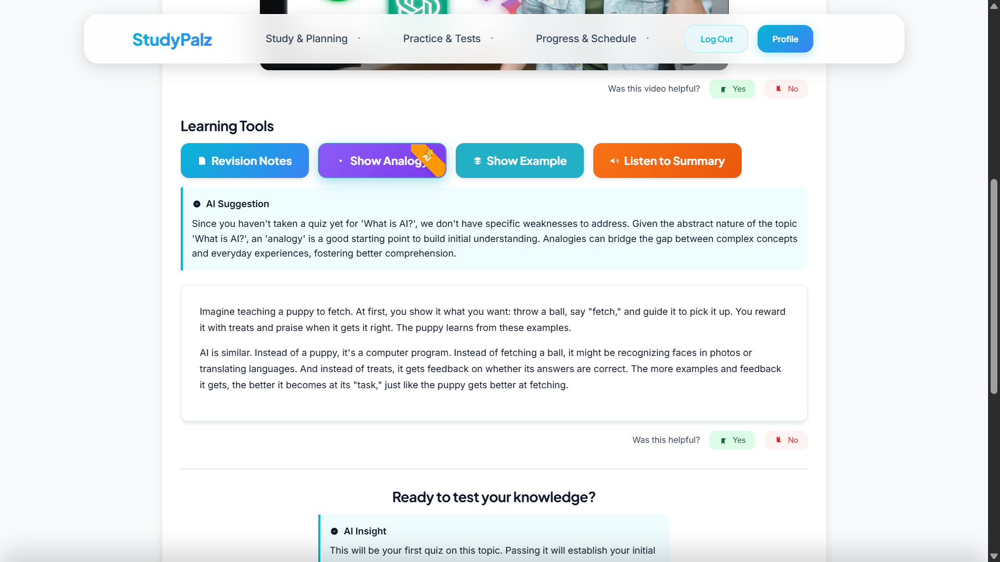 StudyPalz
Study & Planning
Practice & Tests
Progress & Schedule
Log Out
Profile
Was this video helpful?
Yes
No
Learning Tools
Revision Notes
Show Analogy
AI
Show Example
Listen to Summary
AI Suggestion
Since you haven't taken a quiz yet for 'What is AI?', we don't have specific weaknesses to address. Given the abstract nature of the topic
'What is AI?', an 'analogy' is a good starting point to build initial understanding. Analogies can bridge the gap between complex concepts
and everyday experiences, fostering better comprehension.
Imagine teaching a puppy to fetch. At first, you show it what you want: throw a ball, say "fetch," and guide it to pick it up. You reward
it with treats and praise when it gets it right. The puppy learns from these examples.
AI is similar. Instead of a puppy, it's a computer program. Instead of fetching a ball, it might be recognizing faces in photos or
translating languages. And instead of treats, it gets feedback on whether its answers are correct. The more examples and feedback
it gets, the better it becomes at its "task," just like the puppy gets better at fetching.
Was this helpful?
Yes
No
Ready to test your knowledge?
AI Insight
This will be your first quiz on this topic. Passing it will establish your initial